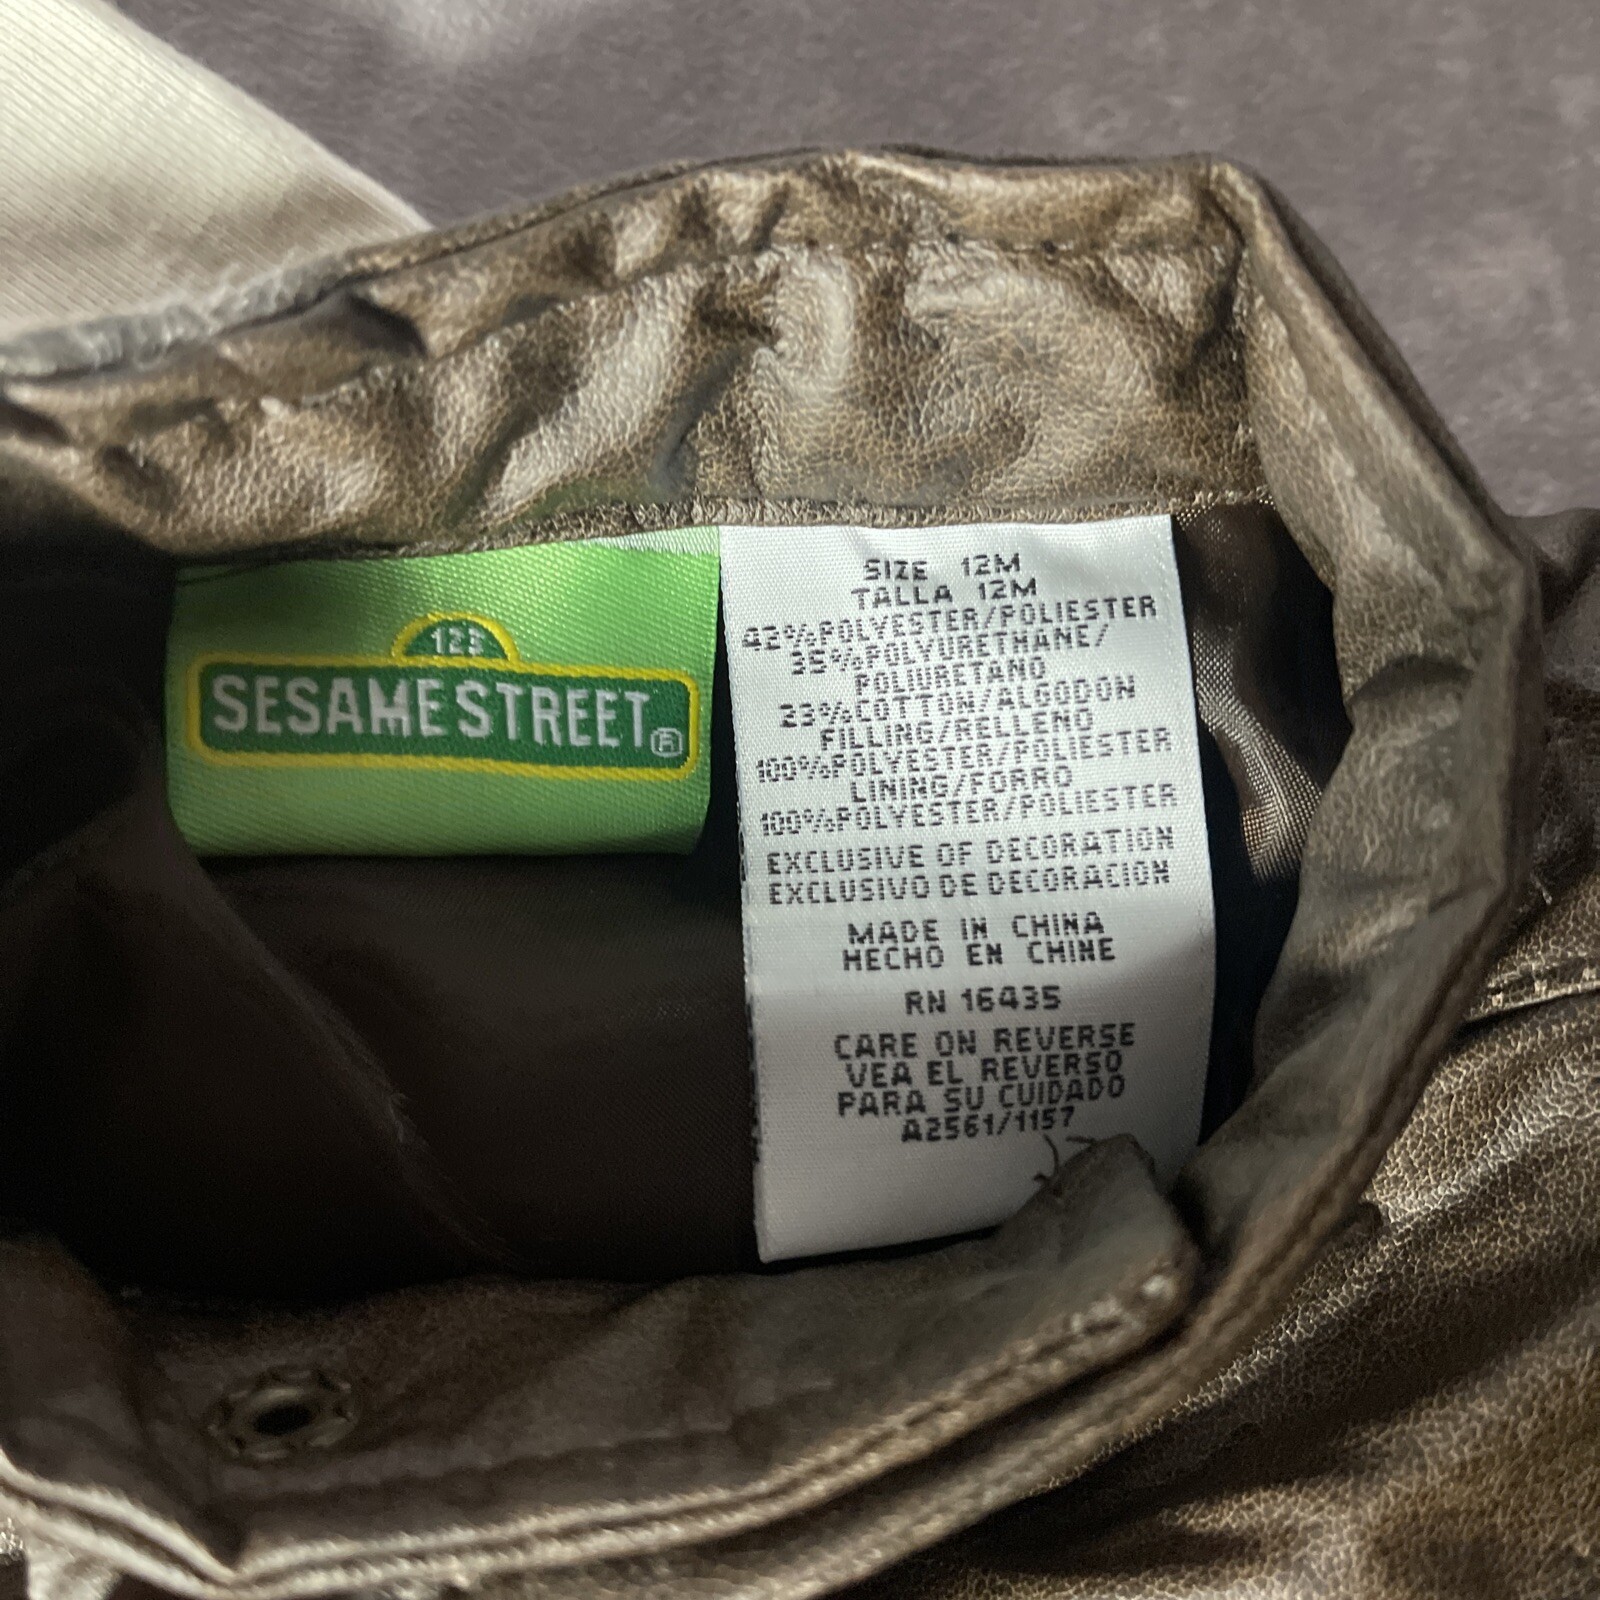 123
SESAME STREET®
SIZE 12M
TALLA 12M
42%POLYESTER/POLIESTER
35%POLYURETHANE/
POLIURETANO
23%COTTON/ALGODON
FILLING/RELLENO
100%POLYESTER/POLIESTER
LINING/FORRO
100%POLYESTER/POLIESTER
EXCLUSIVE OF DECORATION
EXCLUSIVO DE DECORACION
MADE IN CHINA
HECHO EN CHINE
RN 16435
CARE ON REVERSE
VEA EL REVERSO
PARA SU CUIDADO
A2561/1157